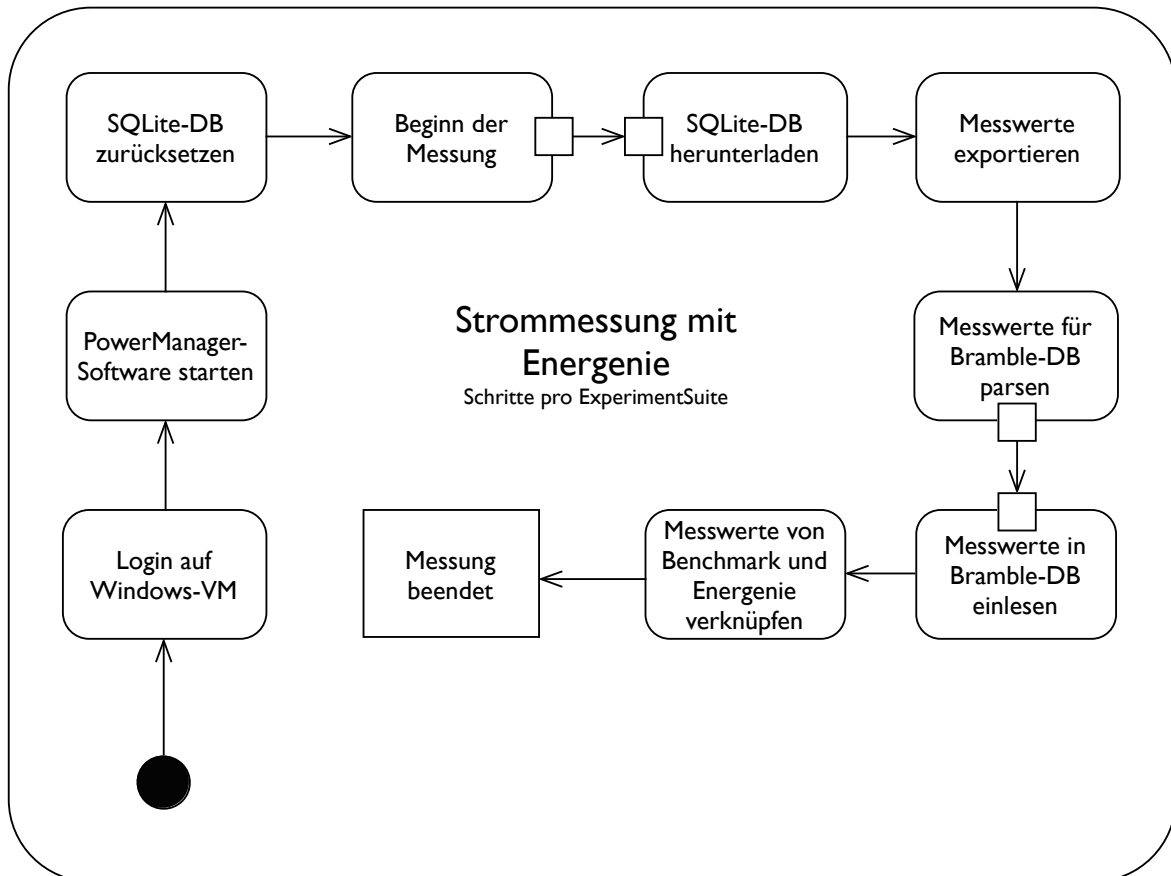 SQLite-DB
zurücksetzen
Beginn der
Messung
SQLite-DB
herunterladen
Messwerte
exportieren
PowerManager-
Software starten
Strommessung mit
Energenie
Schritte pro ExperimentSuite
Messwerte für
Bramble-DB
parsen
Login auf
Windows-VM
Messung
beendet
Messwerte von
Benchmark und
Energenie
verknüpfen
Messwerte in
Bramble-DB
einlesen